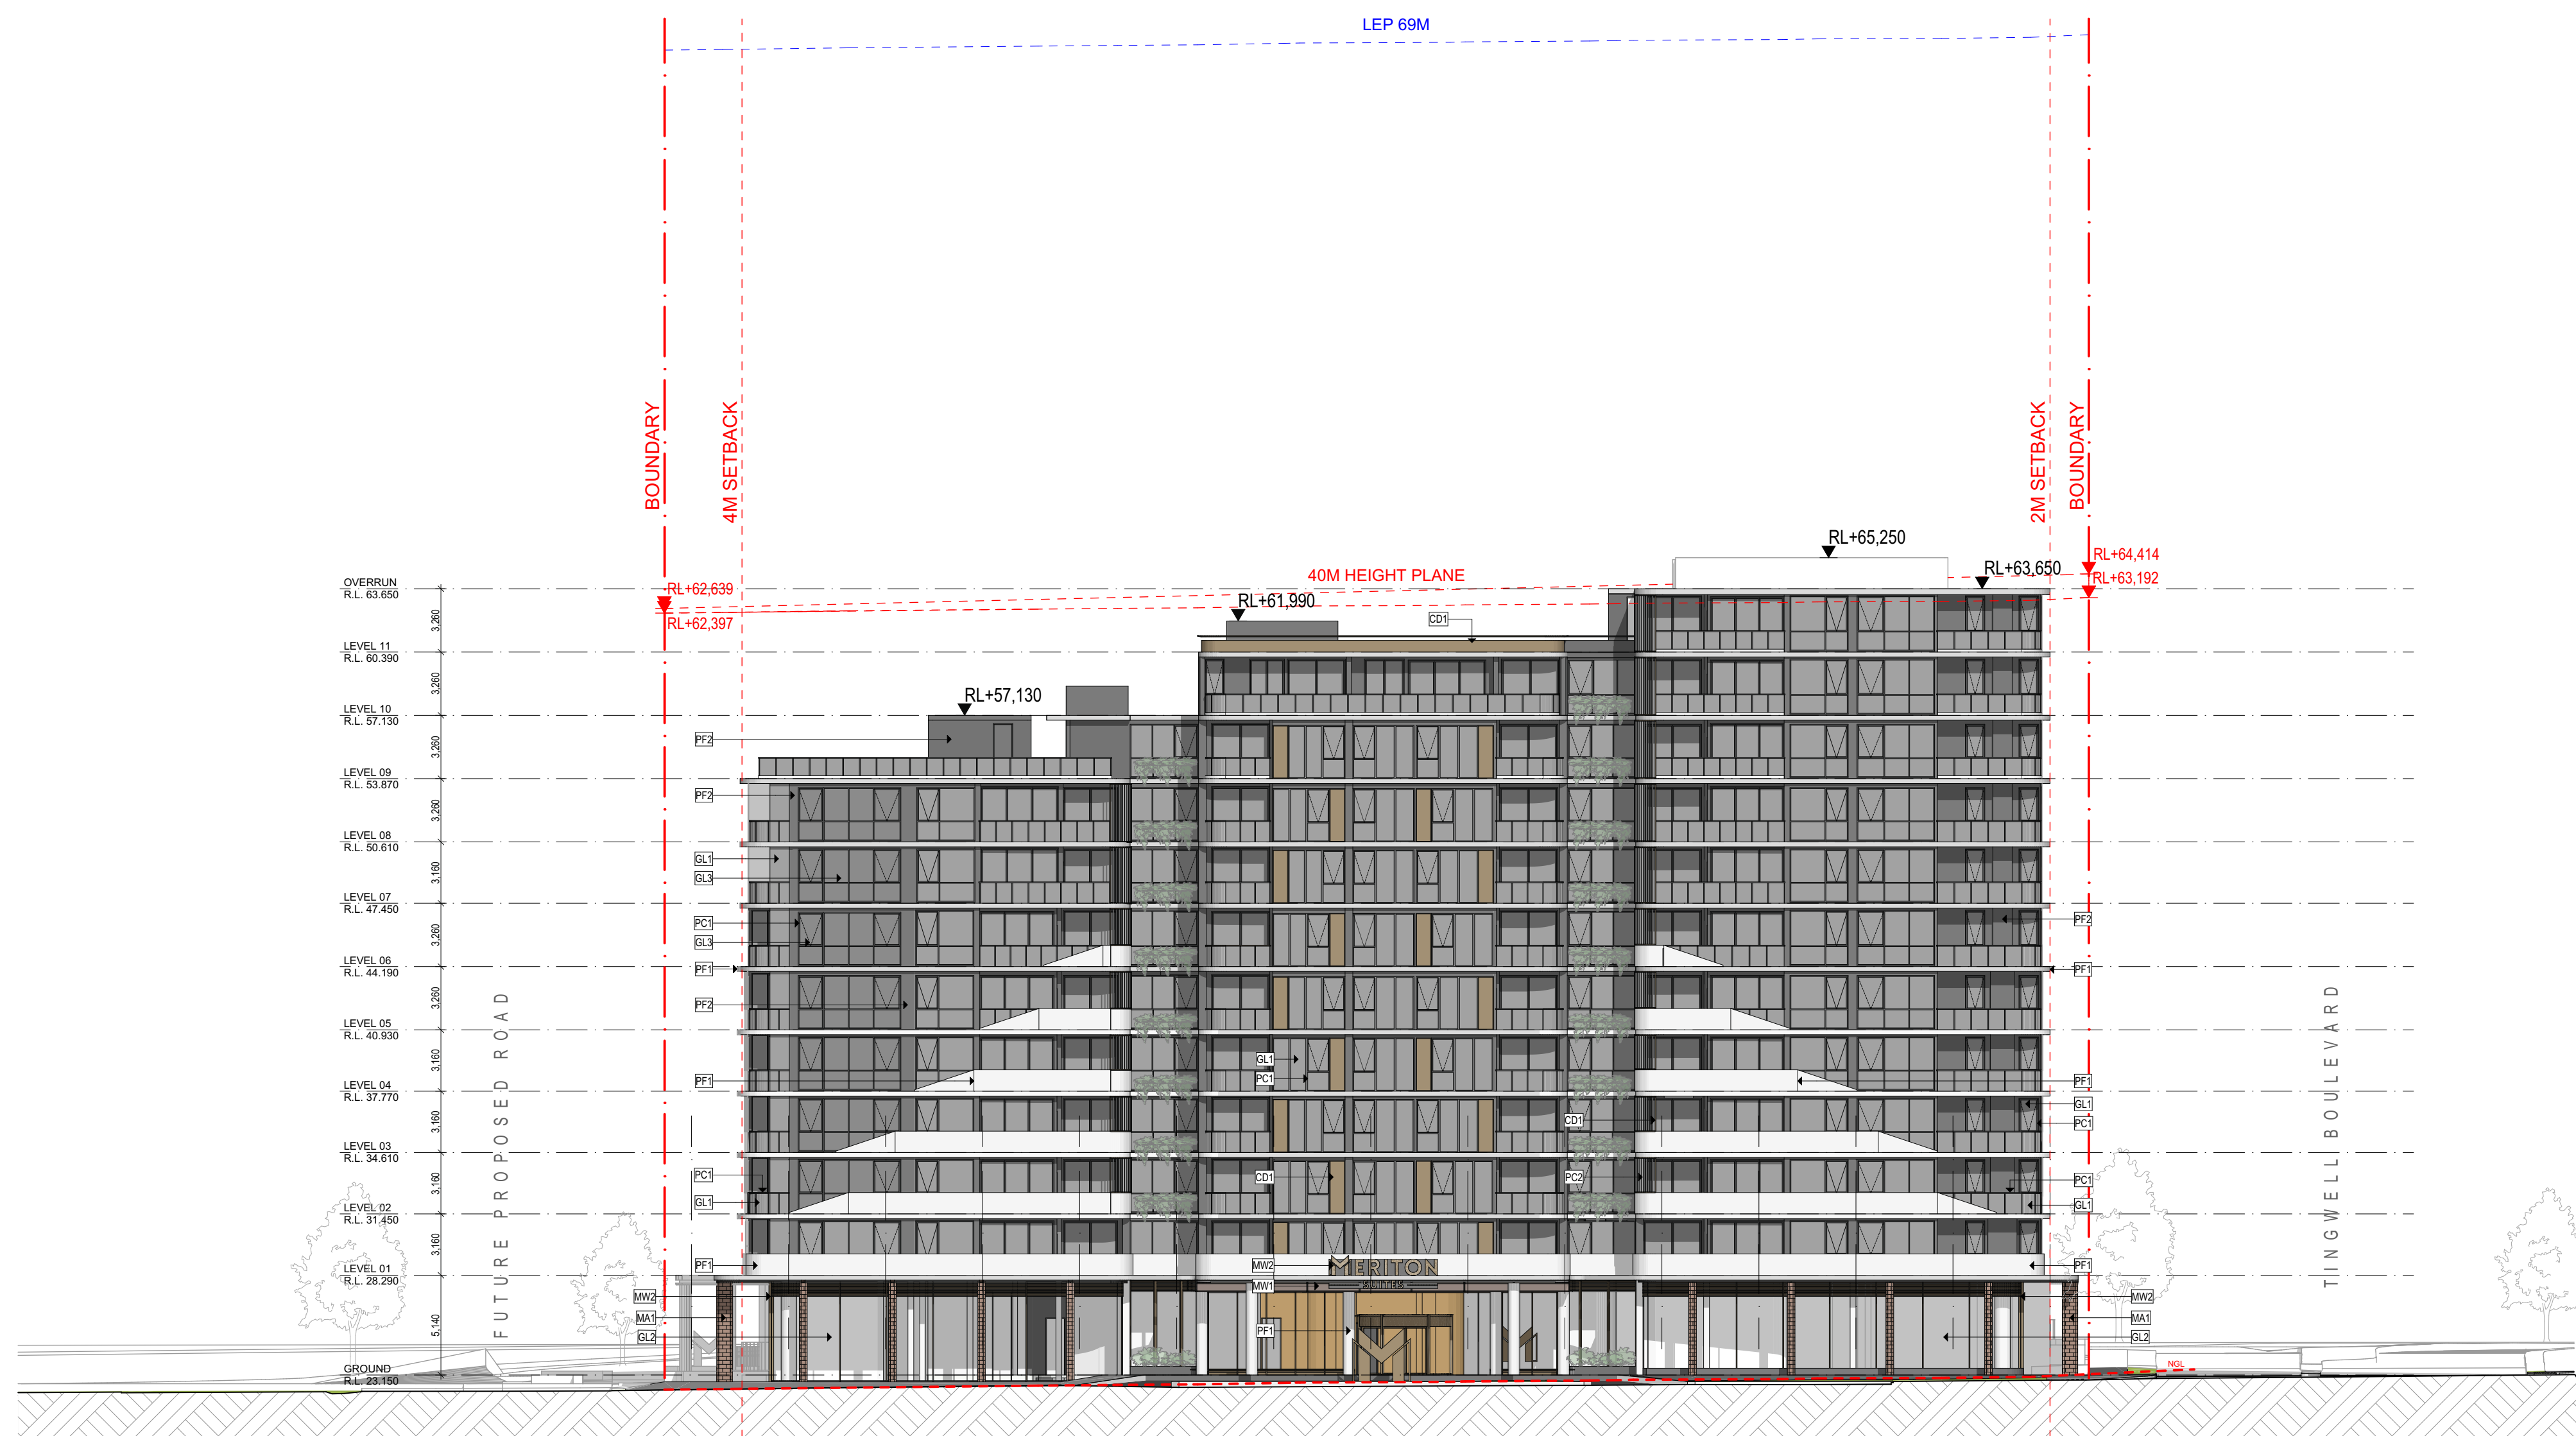 LEP 69M
BOUNDARY
4M SETBACK
2M SETBACK
BOUNDARY
RL+65,250
RL+64,414
RL+63,650
RL+63,192
40M HEIGHT PLANE
RL+62,639
RL+62,397
RL+61,990
CD1
RL+57,130
OVERRUN
R.L. 63.650
3,260
LEVEL 11
R.L. 60.390
3,260
LEVEL 10
R.L. 57.130
3,260
LEVEL 09
R.L. 53.870
3,260
LEVEL 08
R.L. 50.610
3,160
LEVEL 07
R.L. 47.450
3,260
LEVEL 06
R.L. 44.190
3,260
LEVEL 05
R.L. 40.930
3,160
LEVEL 04
R.L. 37.770
3,160
LEVEL 03
R.L. 34.610
3,160
LEVEL 02
R.L. 31.450
3,160
LEVEL 01
R.L. 28.290
5,140
GROUND
R.L. 23.150
FUTURE PROPOSED ROAD
PF2
PF2
GL1
GL3
PC1
GL3
PF1
PF2
PF1
PC1
GL1
PF1
MW2
MA1
GL2
GL1
PC1
CD1
CD1
PC2
MW2
MERITON
SUITES
MW1
PF1
PF2
PF1
PF1
GL1
PC1
PC1
GL1
PF1
MW2
MA1
GL2
NGL
TINGWELL BOULEVARD